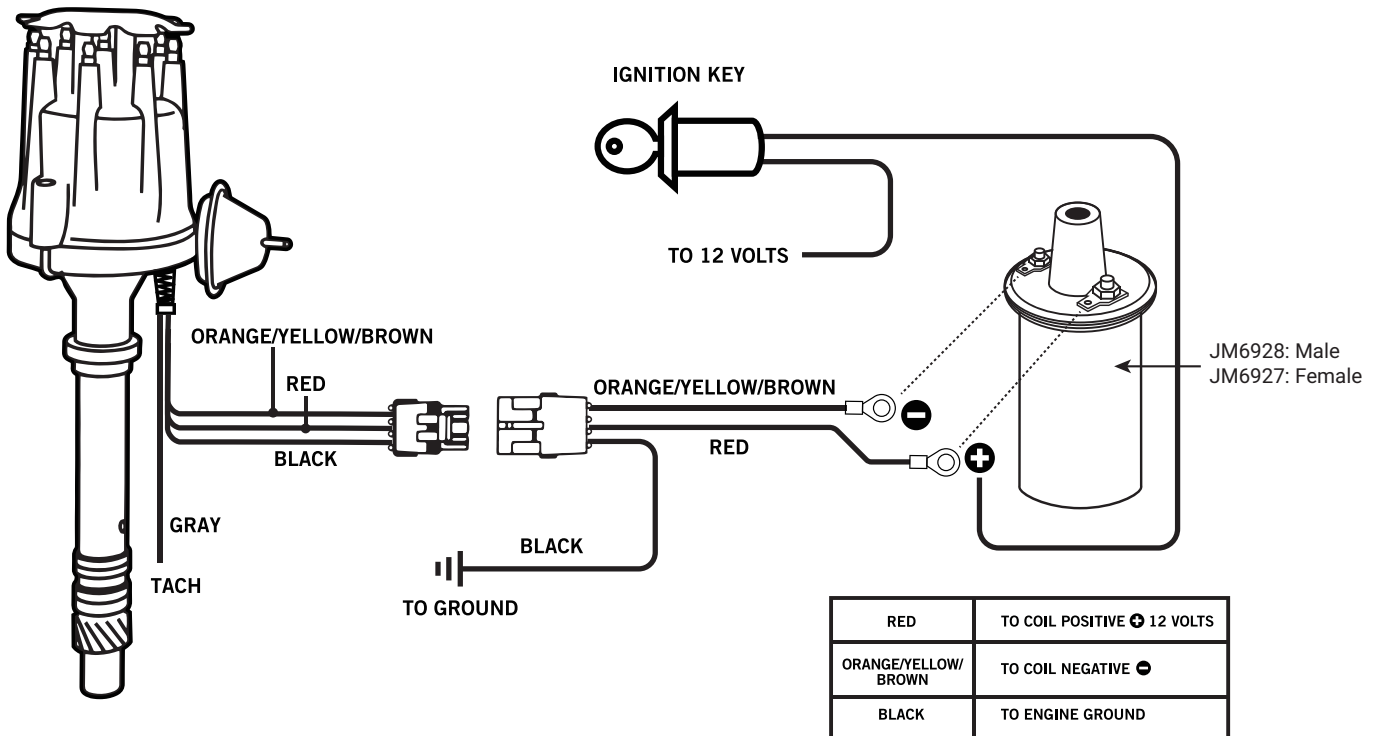 IGNITION KEY
TO 12 VOLTS
JM6928: Male
JM6927: Female
ORANGE/YELLOW/BROWN
RED
BLACK
GRAY
TACH
ORANGE/YELLOW/BROWN
RED
BLACK
TO GROUND
RED
TO COIL POSITIVE + 12 VOLTS
ORANGE/YELLOW/
BROWN
TO COIL NEGATIVE -
BLACK
TO ENGINE GROUND